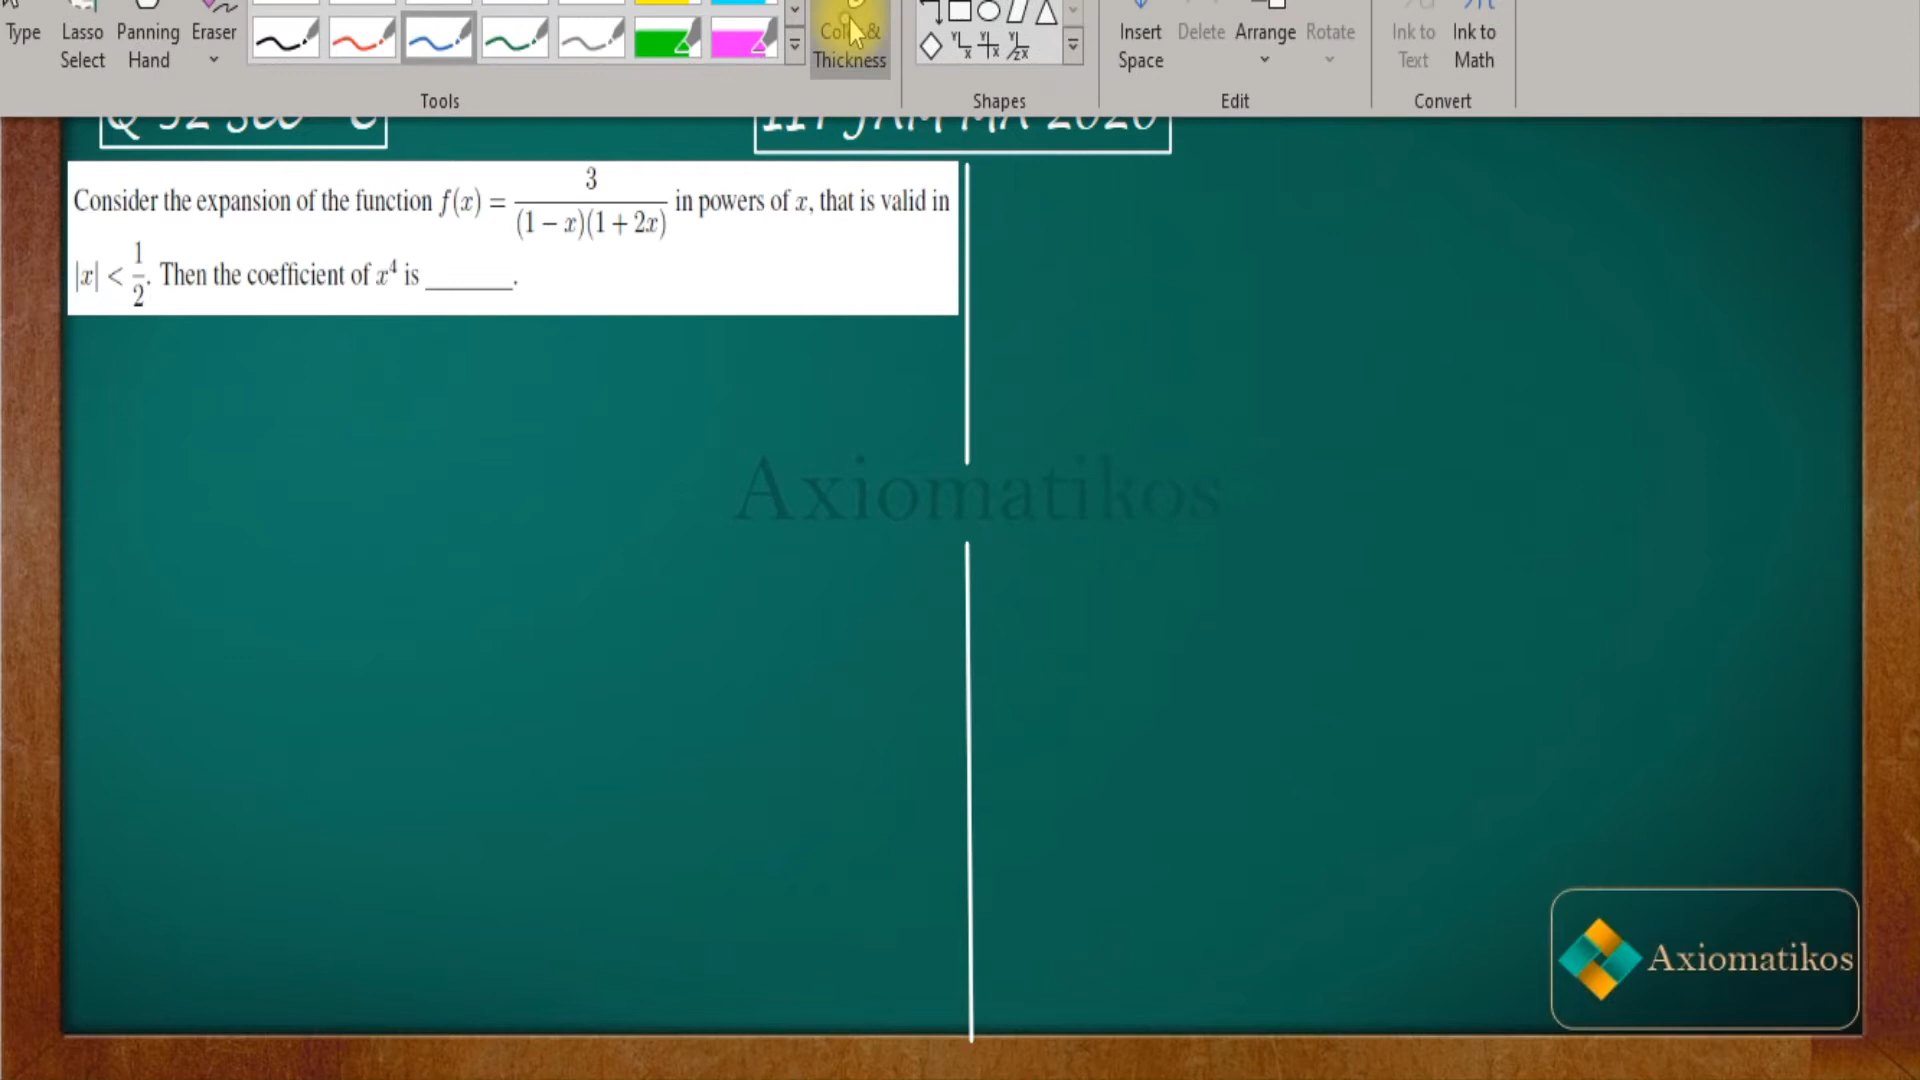 Type
Lasso
Select
Panning
Hand
Eraser
Thickness
Insert
Space
Delete
Arrange
Rotate
Ink to
Text
Ink to
Math
Tools
Shapes
Edit
Convert
Consider the expansion of the function f(x) = 3/((1 − x)(1 + 2x)) in powers of x, that is valid in
|x| < 1/2. Then the coefficient of x⁴ is ______.
Axiomatikos
Axiomatikos